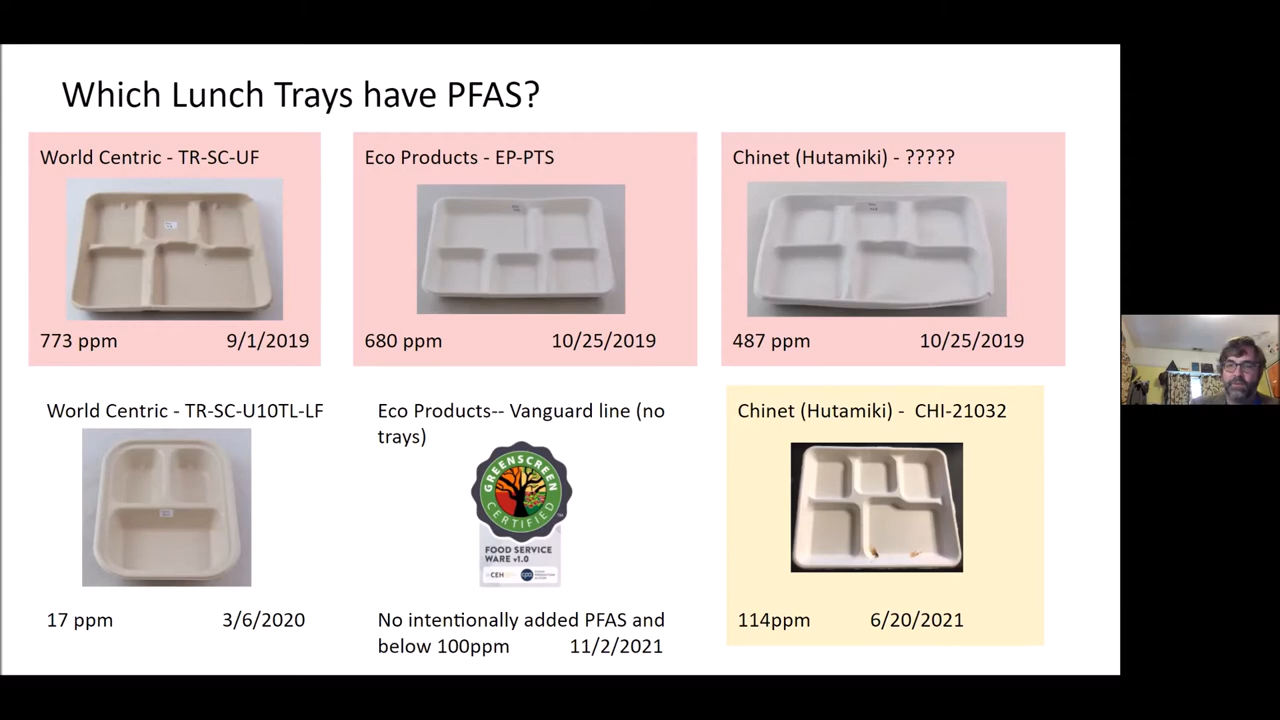 Which Lunch Trays have PFAS?
World Centric - TR-SC-UF
773 ppm 9/1/2019
Eco Products - EP-PTS
680 ppm 10/25/2019
Chinet (Hutamiki) - ?????
487 ppm 10/25/2019
World Centric - TR-SC-U10TL-LF
17 ppm 3/6/2020
Eco Products-- Vanguard line (no
trays)
GREENSCREEN
CERTIFIED
FOOD SERVICE
WARE v1.0
CEH cpa
No intentionally added PFAS and
below 100ppm 11/2/2021
Chinet (Hutamiki) - CHI-21032
114ppm 6/20/2021